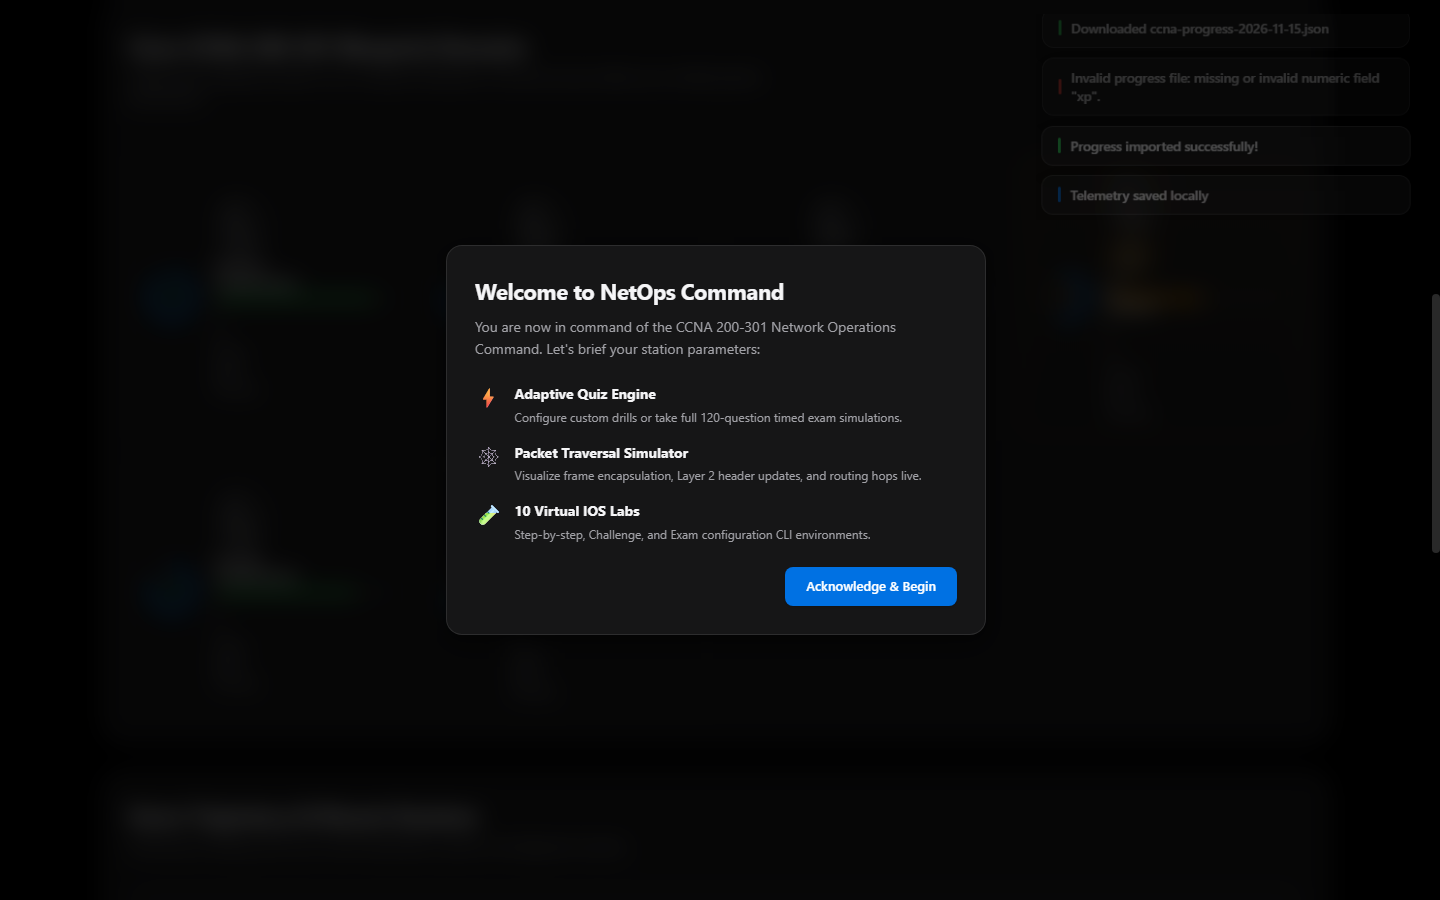 Downloaded ccna-progress-2026-11-15.json
Invalid progress file: missing or invalid numeric field
"xp".
Progress imported successfully!
Telemetry saved locally
Welcome to NetOps Command
You are now in command of the CCNA 200-301 Network Operations
Command. Let's brief your station parameters:
Adaptive Quiz Engine
Configure custom drills or take full 120-question timed exam simulations.
Packet Traversal Simulator
Visualize frame encapsulation, Layer 2 header updates, and routing hops live.
10 Virtual IOS Labs
Step-by-step, Challenge, and Exam configuration CLI environments.
Acknowledge & Begin